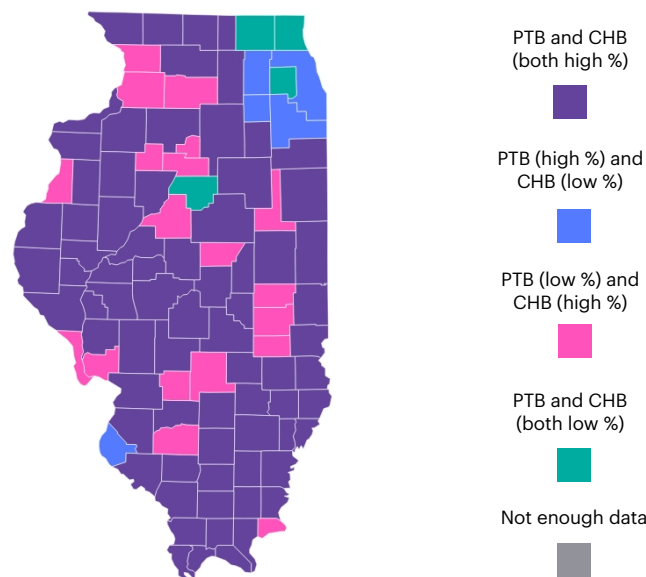 PTB and CHB
(both high %)
PTB (high %) and
CHB (low %)
PTB (low %) and
CHB (high %)
PTB and CHB
(both low %)
Not enough data